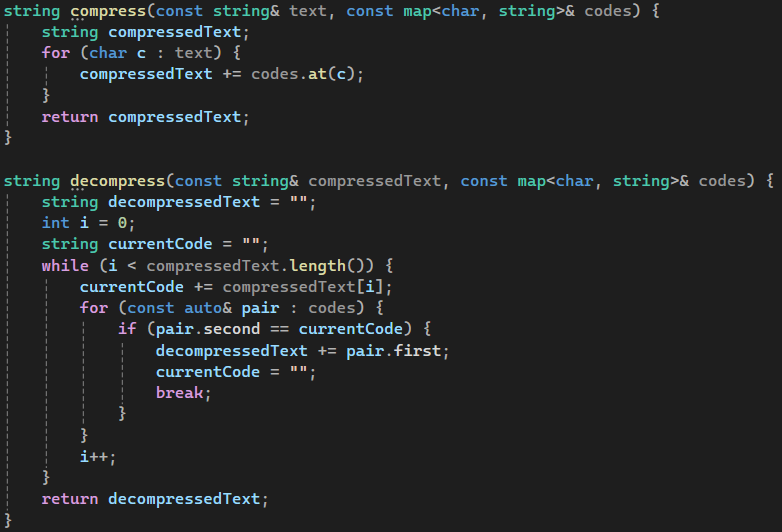 string compress(const string& text, const map<char, string>& codes) {
    string compressedText;
    for (char c : text) {
        compressedText += codes.at(c);
    }
    return compressedText;
}

string decompress(const string& compressedText, const map<char, string>& codes) {
    string decompressedText = "";
    int i = 0;
    string currentCode = "";
    while (i < compressedText.length()) {
        currentCode += compressedText[i];
        for (const auto& pair : codes) {
            if (pair.second == currentCode) {
                decompressedText += pair.first;
                currentCode = "";
                break;
            }
        }
        i++;
    }
    return decompressedText;
}